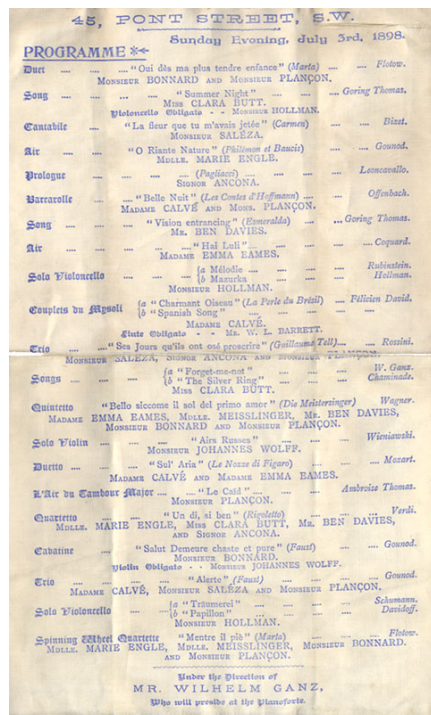 45, PONT STREET, S.W.
Sunday Evening, July 3rd, 1898.
PROGRAMME
Duet .... .... .... "Oui dès ma plus tendre enfance" (Marta) .... .... Flotow.
MONSIEUR BONNARD AND MONSIEUR PLANÇON.
Song .... .... ... .... "Summer Night" .... .... .... .... Goring Thomas.
MISS CLARA BUTT.
Violoncello Obligato - - MONSIEUR HOLLMAN.
Cantabile .... "La fleur que tu m'avais jetée" (Carmen) .... .... Bizet.
MONSIEUR SALÉZA.
Air .... .... "O Riante Nature" (Philémon et Baucis) .... .... Gounod.
MDLLE. MARIE ENGLE.
Prologue .... .... .... (Pagliacci) .... .... .... Leoncavallo.
SIGNOR ANCONA.
Barcarolle .... "Belle Nuit" (Les Contes d'Hoffmann) .... .... Offenbach.
MADAME CALVÉ AND MONS. PLANÇON.
Song .... .... "Vision entrancing" (Esmeralda) .... .... Goring Thomas.
MR. BEN DAVIES.
Air .... .... .... "Hai Luli" .... .... .... .... Coquard.
MADAME EMMA EAMES.
Solo Violoncello {a Mélodie .... .... .... .... Rubinstein.
{b Mazurka .... .... .... .... Hollman.
MONSIEUR HOLLMAN.
Couplets du Mysoli {a "Charmant Oiseau" (La Perle du Brésil) .... Félicien David.
{b "Spanish Song" .... .... .... ....
MADAME CALVÉ.
Flute Obligato - - MR. W. L. BARRETT.
Trio .... "Ses Jours qu'ils ont osé proscrire" (Guillaume Tell) .... .... Rossini.
MONSIEUR SALÉZA, SIGNOR ANCONA AND MONSIEUR PLANÇON.
Songs .... .... {a "Forget-me-not" .... .... .... W. Ganz.
{b "The Silver Ring" .... .... .... Chaminade.
MISS CLARA BUTT.
Quintetto "Bello siccome il sol del primo amor" (Die Meistersinger) Wagner.
MADAME EMMA EAMES, MDLLE. MEISSLINGER, MR. BEN DAVIES,
MONSIEUR BONNARD AND MONSIEUR PLANÇON.
Solo Violin .... .... .... "Airs Russes" .... .... .... Wieniawski.
MONSIEUR JOHANNES WOLFF.
Duetto .... .... "Sul' Aria" (Le Nozze di Figaro) .... .... Mozart.
MADAME CALVÉ AND MADAME EMMA EAMES.
L'Air du Tambour Major .... .... "Le Caïd" .... .... .... Ambroise Thomas.
MONSIEUR PLANÇON.
Quartetto .... .... "Un di, si ben" (Rigoletto) .... .... Verdi.
MDLLE. MARIE ENGLE, MISS CLARA BUTT, MR. BEN DAVIES,
AND SIGNOR ANCONA.
Cavatine .... "Salut Demeure chaste et pure" (Faust) .... .... Gounod.
MONSIEUR BONNARD.
Violin Obligato - - MONSIEUR JOHANNES WOLFF.
Trio .... .... .... .... "Alerte" (Faust) .... .... .... Gounod.
MADAME CALVÉ, MONSIEUR SALÉZA AND MONSIEUR PLANÇON.
Solo Violoncello .... {a "Träumerei" .... .... .... Schumann.
{b "Papillon" .... .... .... Davidoff.
MONSIEUR HOLLMAN.
Spinning Wheel Quartette "Mentre il piè" (Marta) .... .... Flotow.
MDLLE. MARIE ENGLE, MDLLE. MEISSLINGER, MONSIEUR BONNARD.
AND MONSIEUR PLANÇON.
Under the Direction of
MR. WILHELM GANZ,
Who will preside at the Pianoforte.